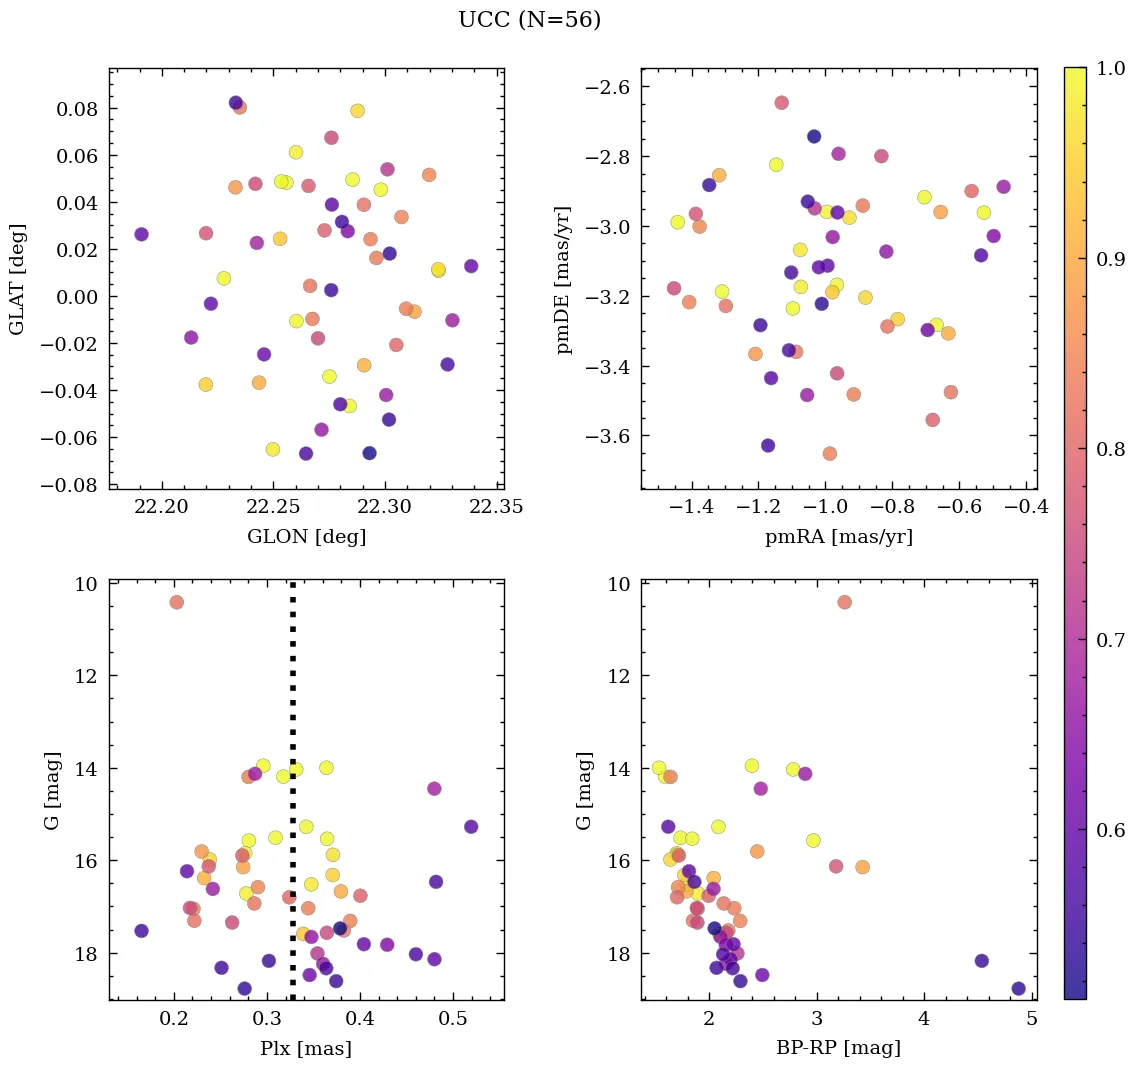 UCC (N=56)
0.08
0.06
0.04
0.02
0.00
−0.02
−0.04
−0.06
−0.08
GLAT [deg]
22.20 22.25 22.30 22.35
GLON [deg]
−2.6
−2.8
−3.0
−3.2
−3.4
−3.6
pmDE [mas/yr]
−1.4 −1.2 −1.0 −0.8 −0.6 −0.4
pmRA [mas/yr]
10
12
14
16
18
G [mag]
0.2 0.3 0.4 0.5
Plx [mas]
10
12
14
16
18
G [mag]
2 3 4 5
BP-RP [mag]
1.0
0.9
0.8
0.7
0.6